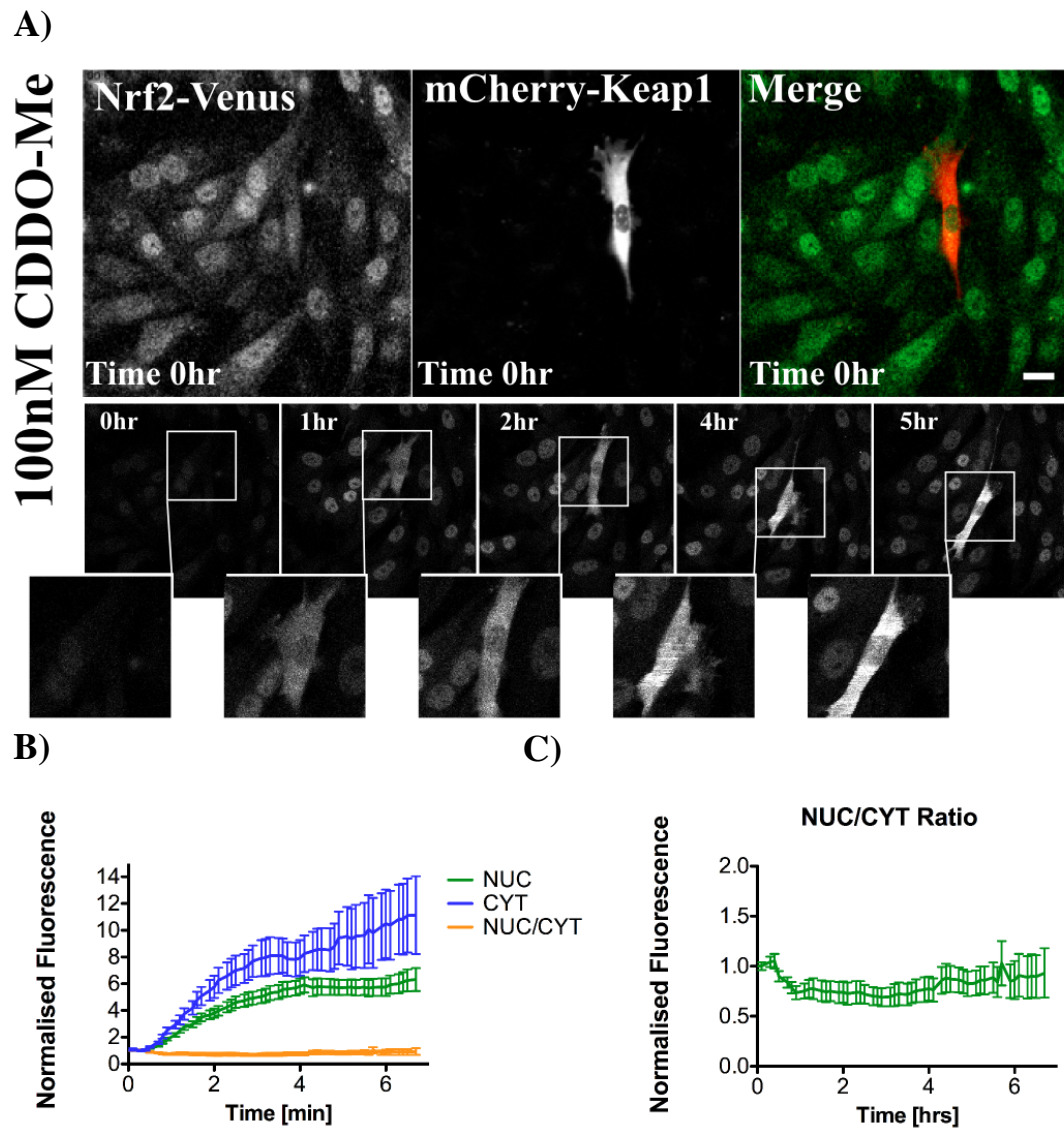 A)
100nM CDDO-Me
Nrf2-Venus
mCherry-Keap1
Merge
Time 0hr
Time 0hr
Time 0hr
0hr
1hr
2hr
4hr
5hr
B)
Normalised Fluorescence
14
12
10
8
6
4
2
0
0
2
4
6
Time [min]
NUC
CYT
NUC/CYT
C)
NUC/CYT Ratio
Normalised Fluorescence
2.0
1.5
1.0
0.5
0.0
0
2
4
6
Time [hrs]